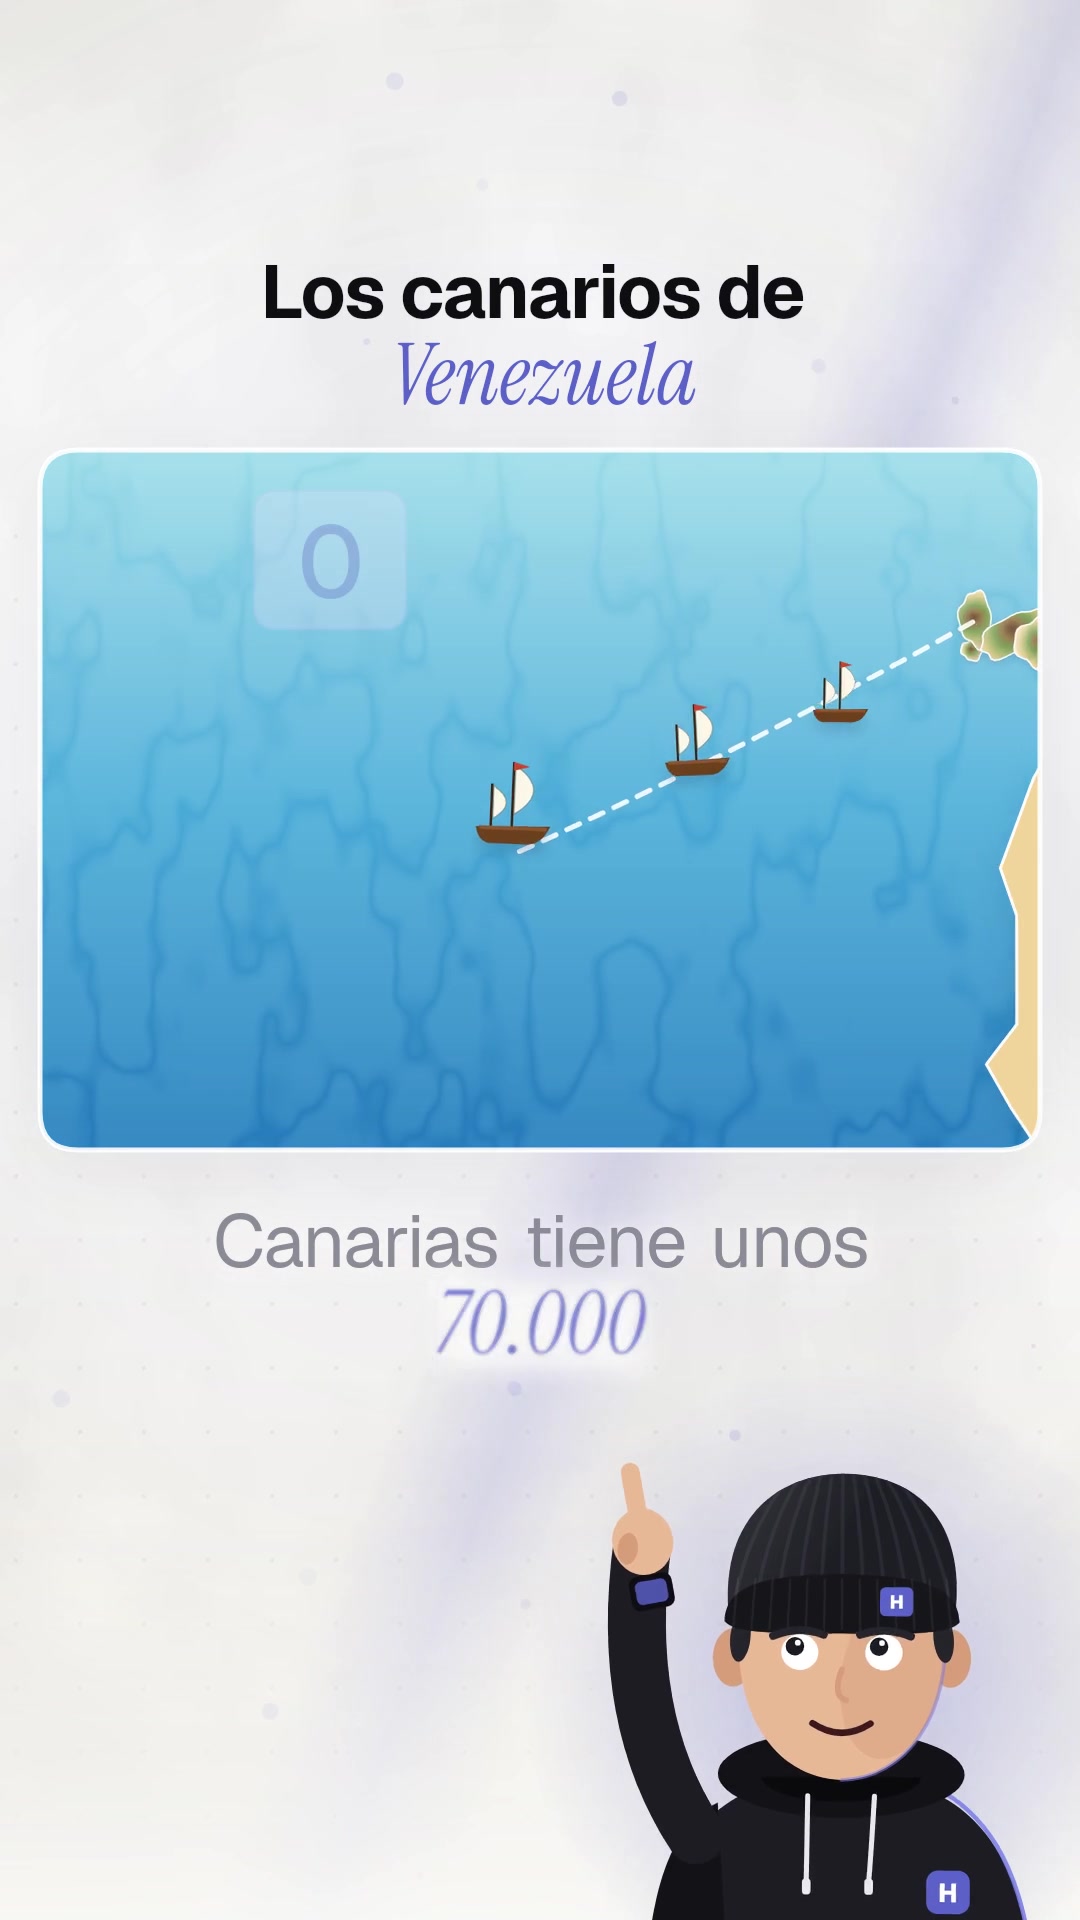 Los canarios de
Venezuela
0
Canarias tiene unos
70.000
H
H